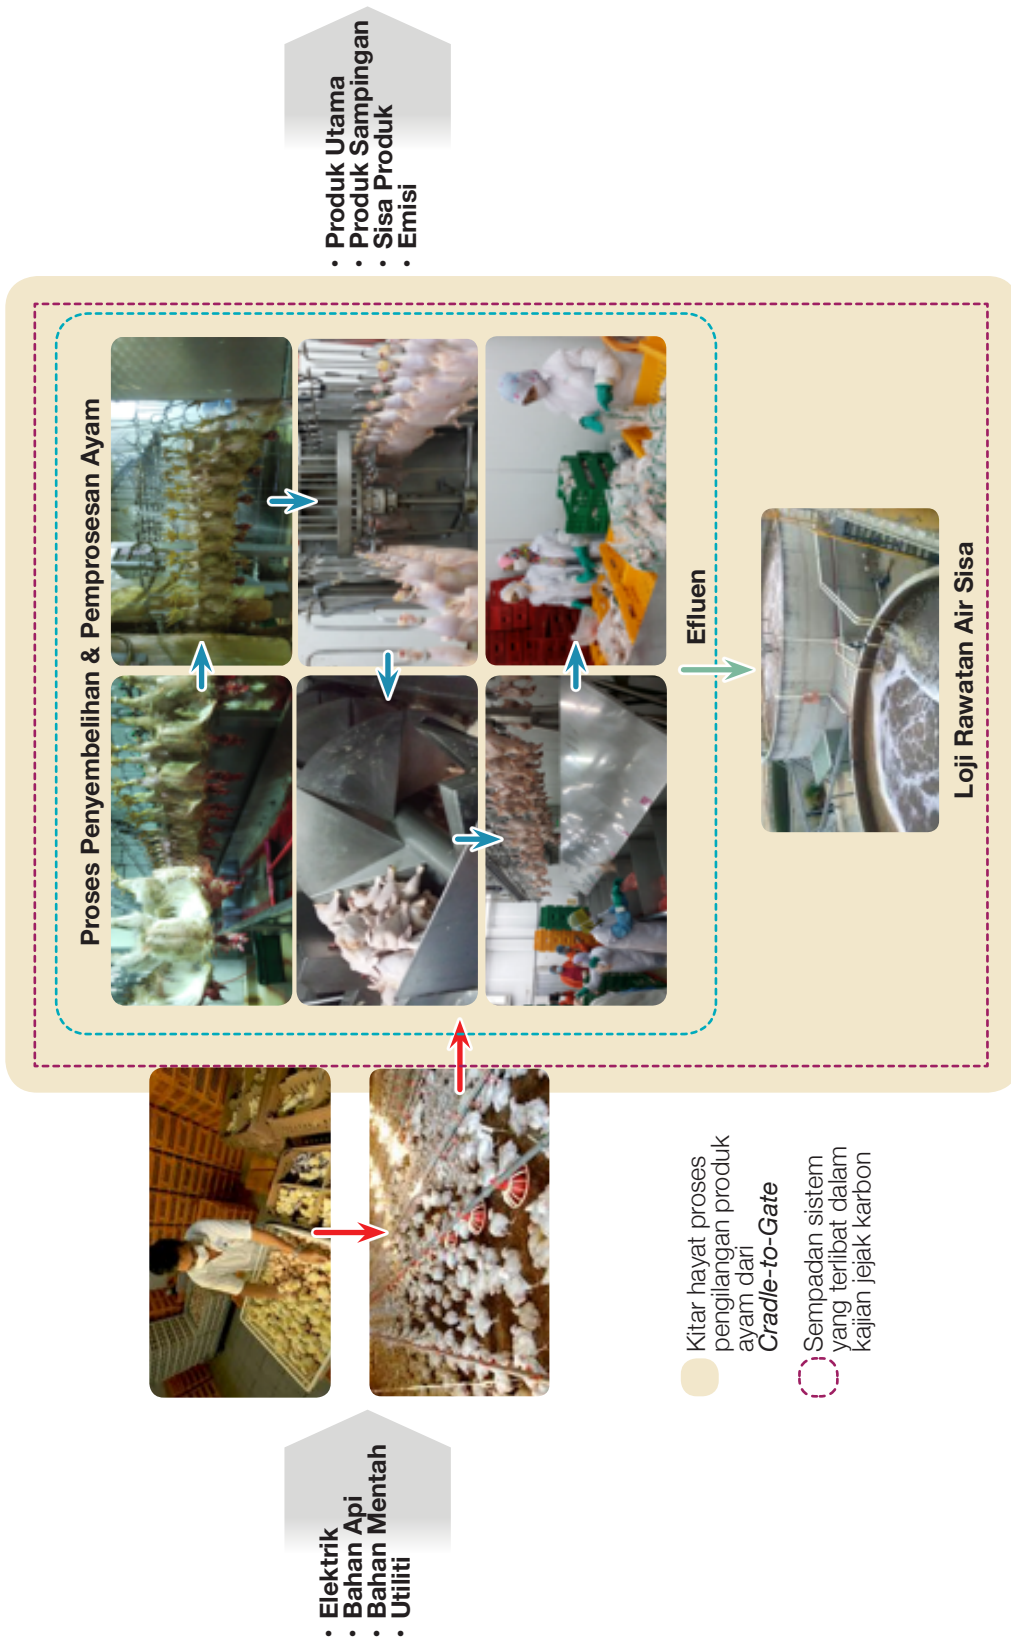 • Elektrik
• Bahan Api
• Bahan Mentah
• Utiliti
Proses Penyembelihan & Pemprosesan Ayam
Efluen
Loji Rawatan Air Sisa
• Produk Utama
• Produk Sampingan
• Sisa Produk
• Emisi
Kitar hayat proses
pengilangan produk
ayam dari
Cradle-to-Gate
Sempadan sistem
yang terlibat dalam
kajian jejak karbon